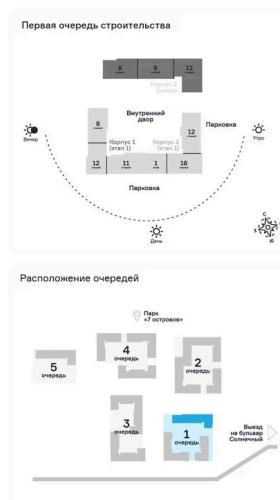 Первая очередь строительства
8 9 12
Корпус 2
8
Внутренний
двор
12
Парковка
Вечер
Утро
Корпус 1
(этап 1)
Корпус 3
(этап 1)
12 11 1 16
Парковка
День
С
З
Ю
Расположение очередей
Парк
«7 островов»
5
очередь
4
очередь
2
очередь
3
очередь
1
очередь
Выезд
на бульвар
Солнечный